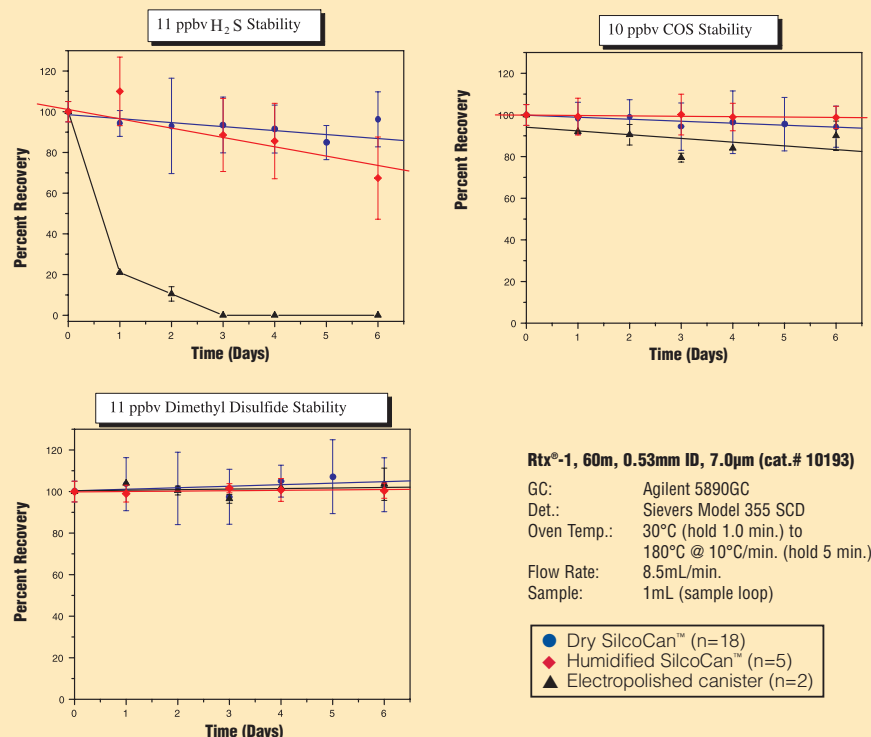 11 ppbv H₂S Stability
120
100
80
60
40
20
0
Percent Recovery
0 1 2 3 4 5 6
Time (Days)
10 ppbv COS Stability
120
100
80
60
40
20
0
Percent Recovery
0 1 2 3 4 5 6
Time (Days)
11 ppbv Dimethyl Disulfide Stability
120
100
80
60
40
20
0
Percent Recovery
0 1 2 3 4 5 6
Time (Days)
Rtx®-1, 60m, 0.53mm ID, 7.0µm (cat.# 10193)
GC: Agilent 5890GC
Det.: Sievers Model 355 SCD
Oven Temp.: 30°C (hold 1.0 min.) to
180°C @ 10°C/min. (hold 5 min.)
Flow Rate: 8.5mL/min.
Sample: 1mL (sample loop)
Dry SilcoCan™ (n=18)
Humidified SilcoCan™ (n=5)
Electropolished canister (n=2)